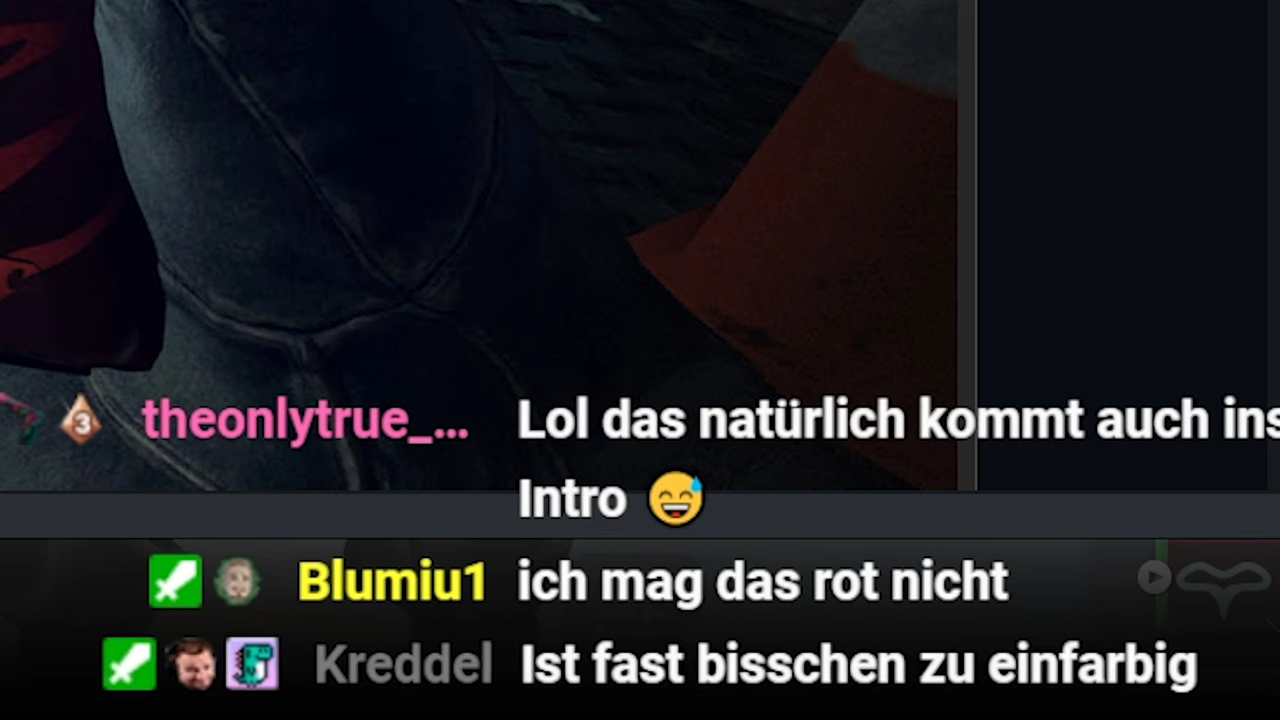 3 theonlytrue_... Lol das natürlich kommt auch ins
Intro 😅
Blumiu1 ich mag das rot nicht
Kreddel Ist fast bisschen zu einfarbig